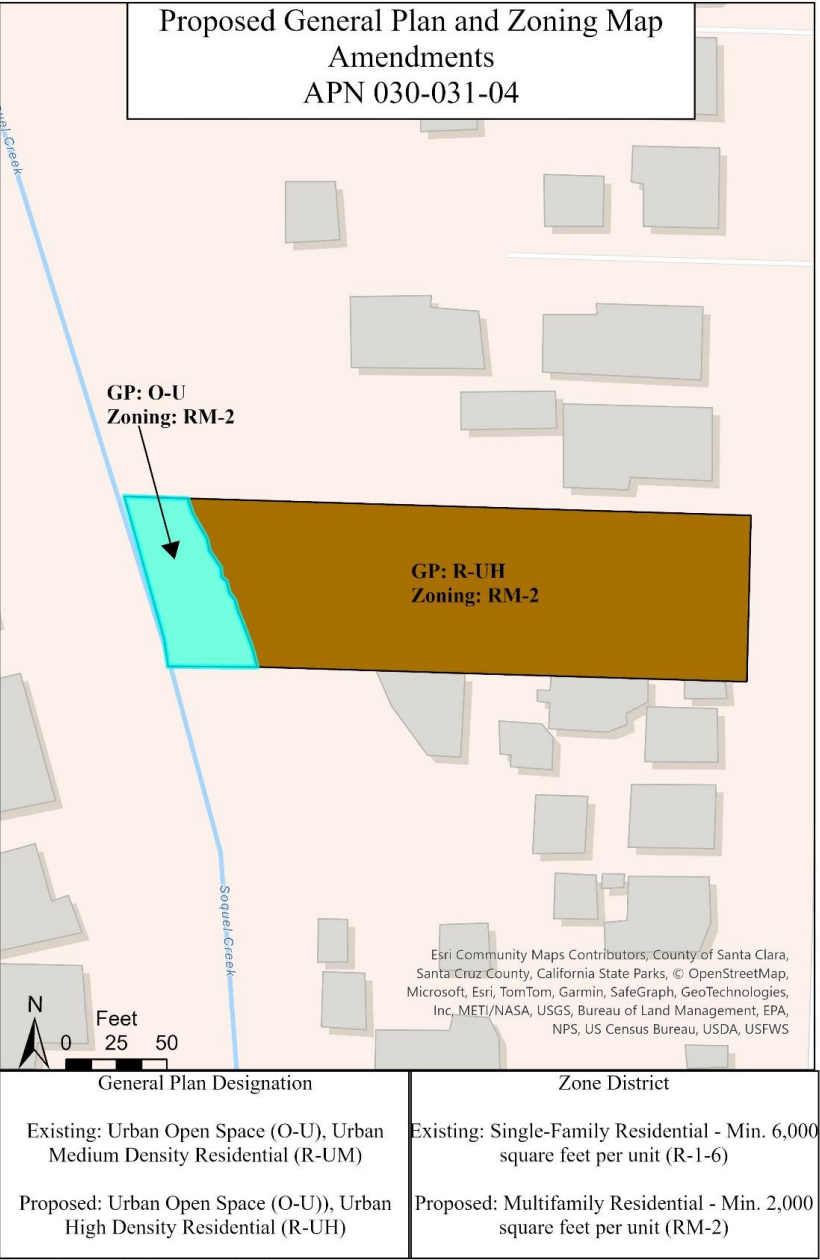 Proposed General Plan and Zoning Map
Amendments
APN 030-031-04
uel Creek
GP: O-U
Zoning: RM-2
GP: R-UH
Zoning: RM-2
Soquel Creek
Esri Community Maps Contributors, County of Santa Clara,
Santa Cruz County, California State Parks, © OpenStreetMap,
Microsoft, Esri, TomTom, Garmin, SafeGraph, GeoTechnologies,
Inc, METI/NASA, USGS, Bureau of Land Management, EPA,
NPS, US Census Bureau, USDA, USFWS
N
Feet
0 25 50
General Plan Designation
Existing: Urban Open Space (O-U), Urban
Medium Density Residential (R-UM)
Proposed: Urban Open Space (O-U)), Urban
High Density Residential (R-UH)
Zone District
Existing: Single-Family Residential - Min. 6,000
square feet per unit (R-1-6)
Proposed: Multifamily Residential - Min. 2,000
square feet per unit (RM-2)